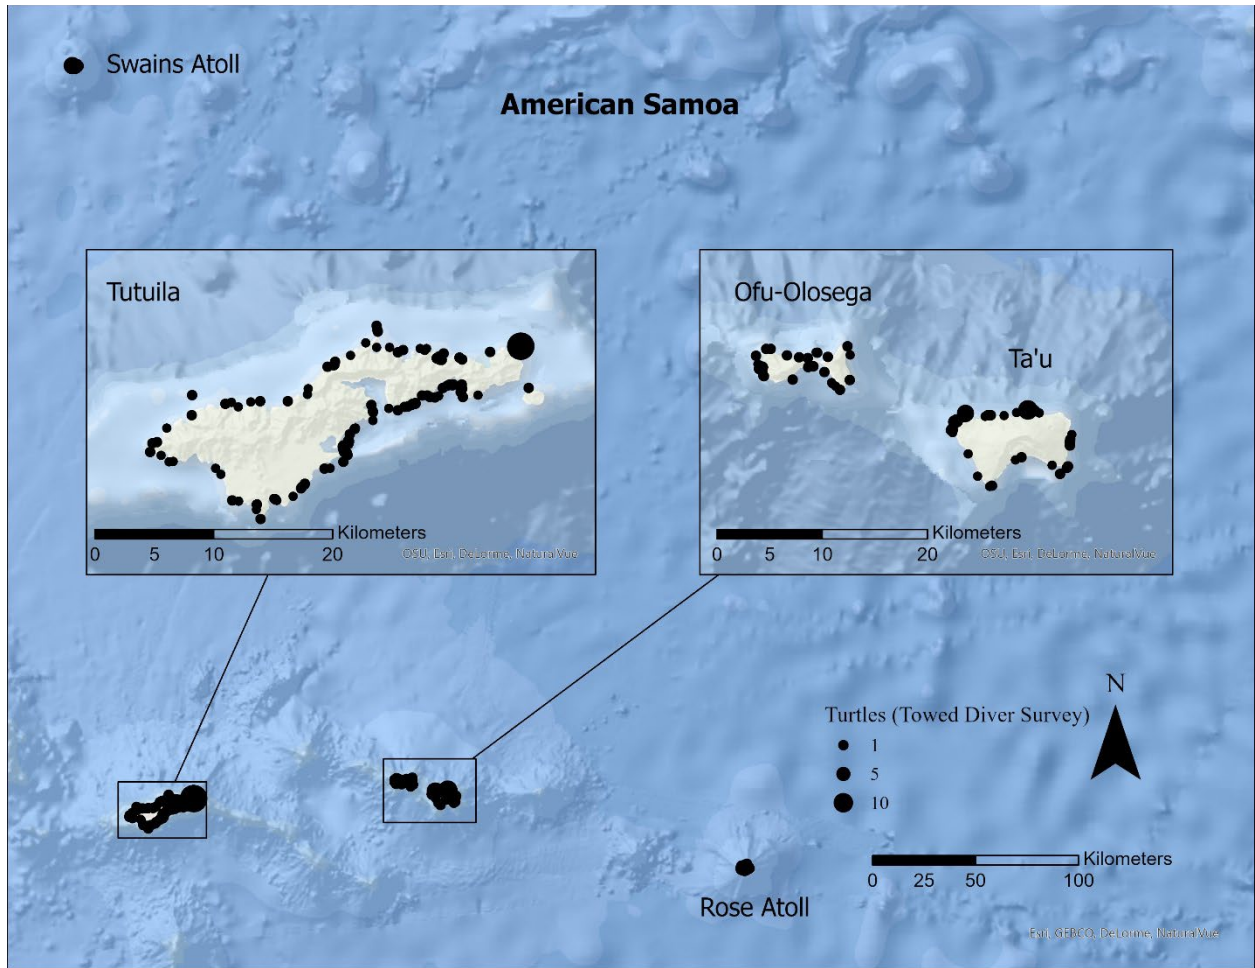 Swains Atoll
American Samoa
Tutuila
Kilometers
0 5 10 20
OSU, Esri, DeLorme, NaturalVue
Ofu-Olosega
Ta'u
Kilometers
0 5 10 20
OSU, Esri, DeLorme, NaturalVue
N
Turtles (Towed Diver Survey)
1
5
10
Kilometers
0 25 50 100
Rose Atoll
Esri, GEBCO, DeLorme, NaturalVue